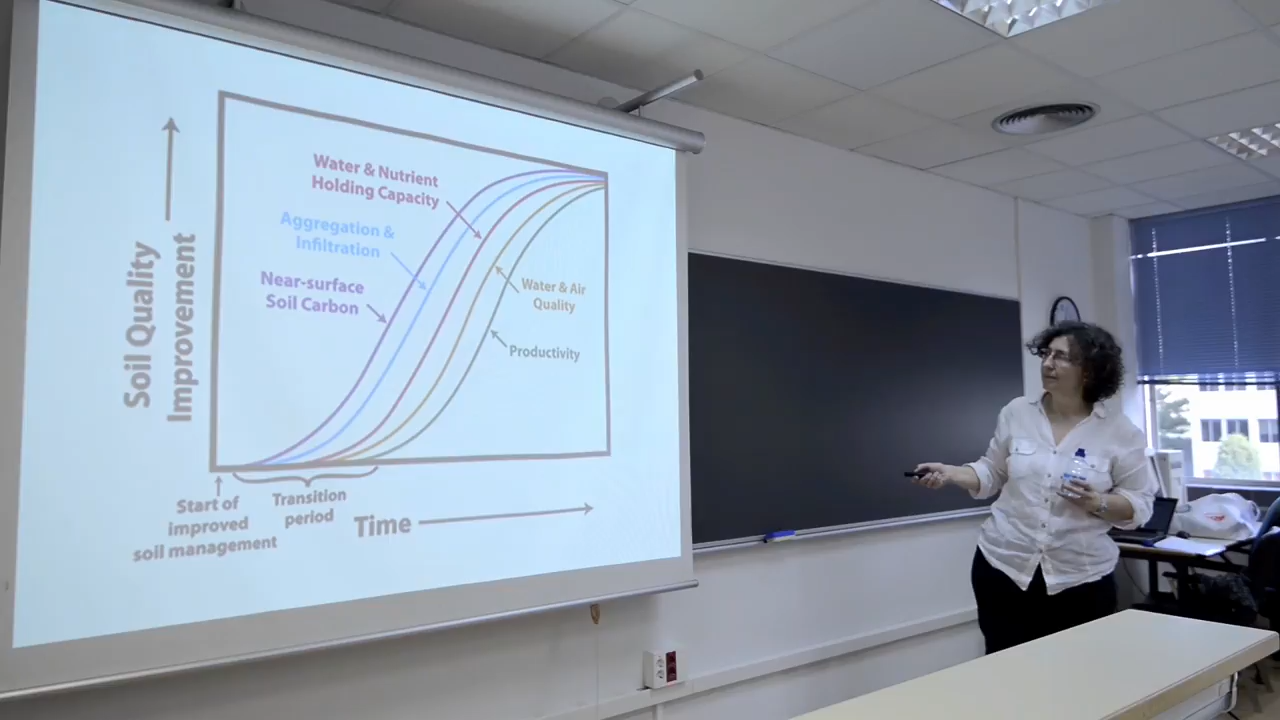 Water & Nutrient
Holding Capacity
Aggregation &
Infiltration
Near-surface
Soil Carbon
Water & Air
Quality
Productivity
Soil Quality
Improvement
Start of
improved
soil management
Transition
period
Time